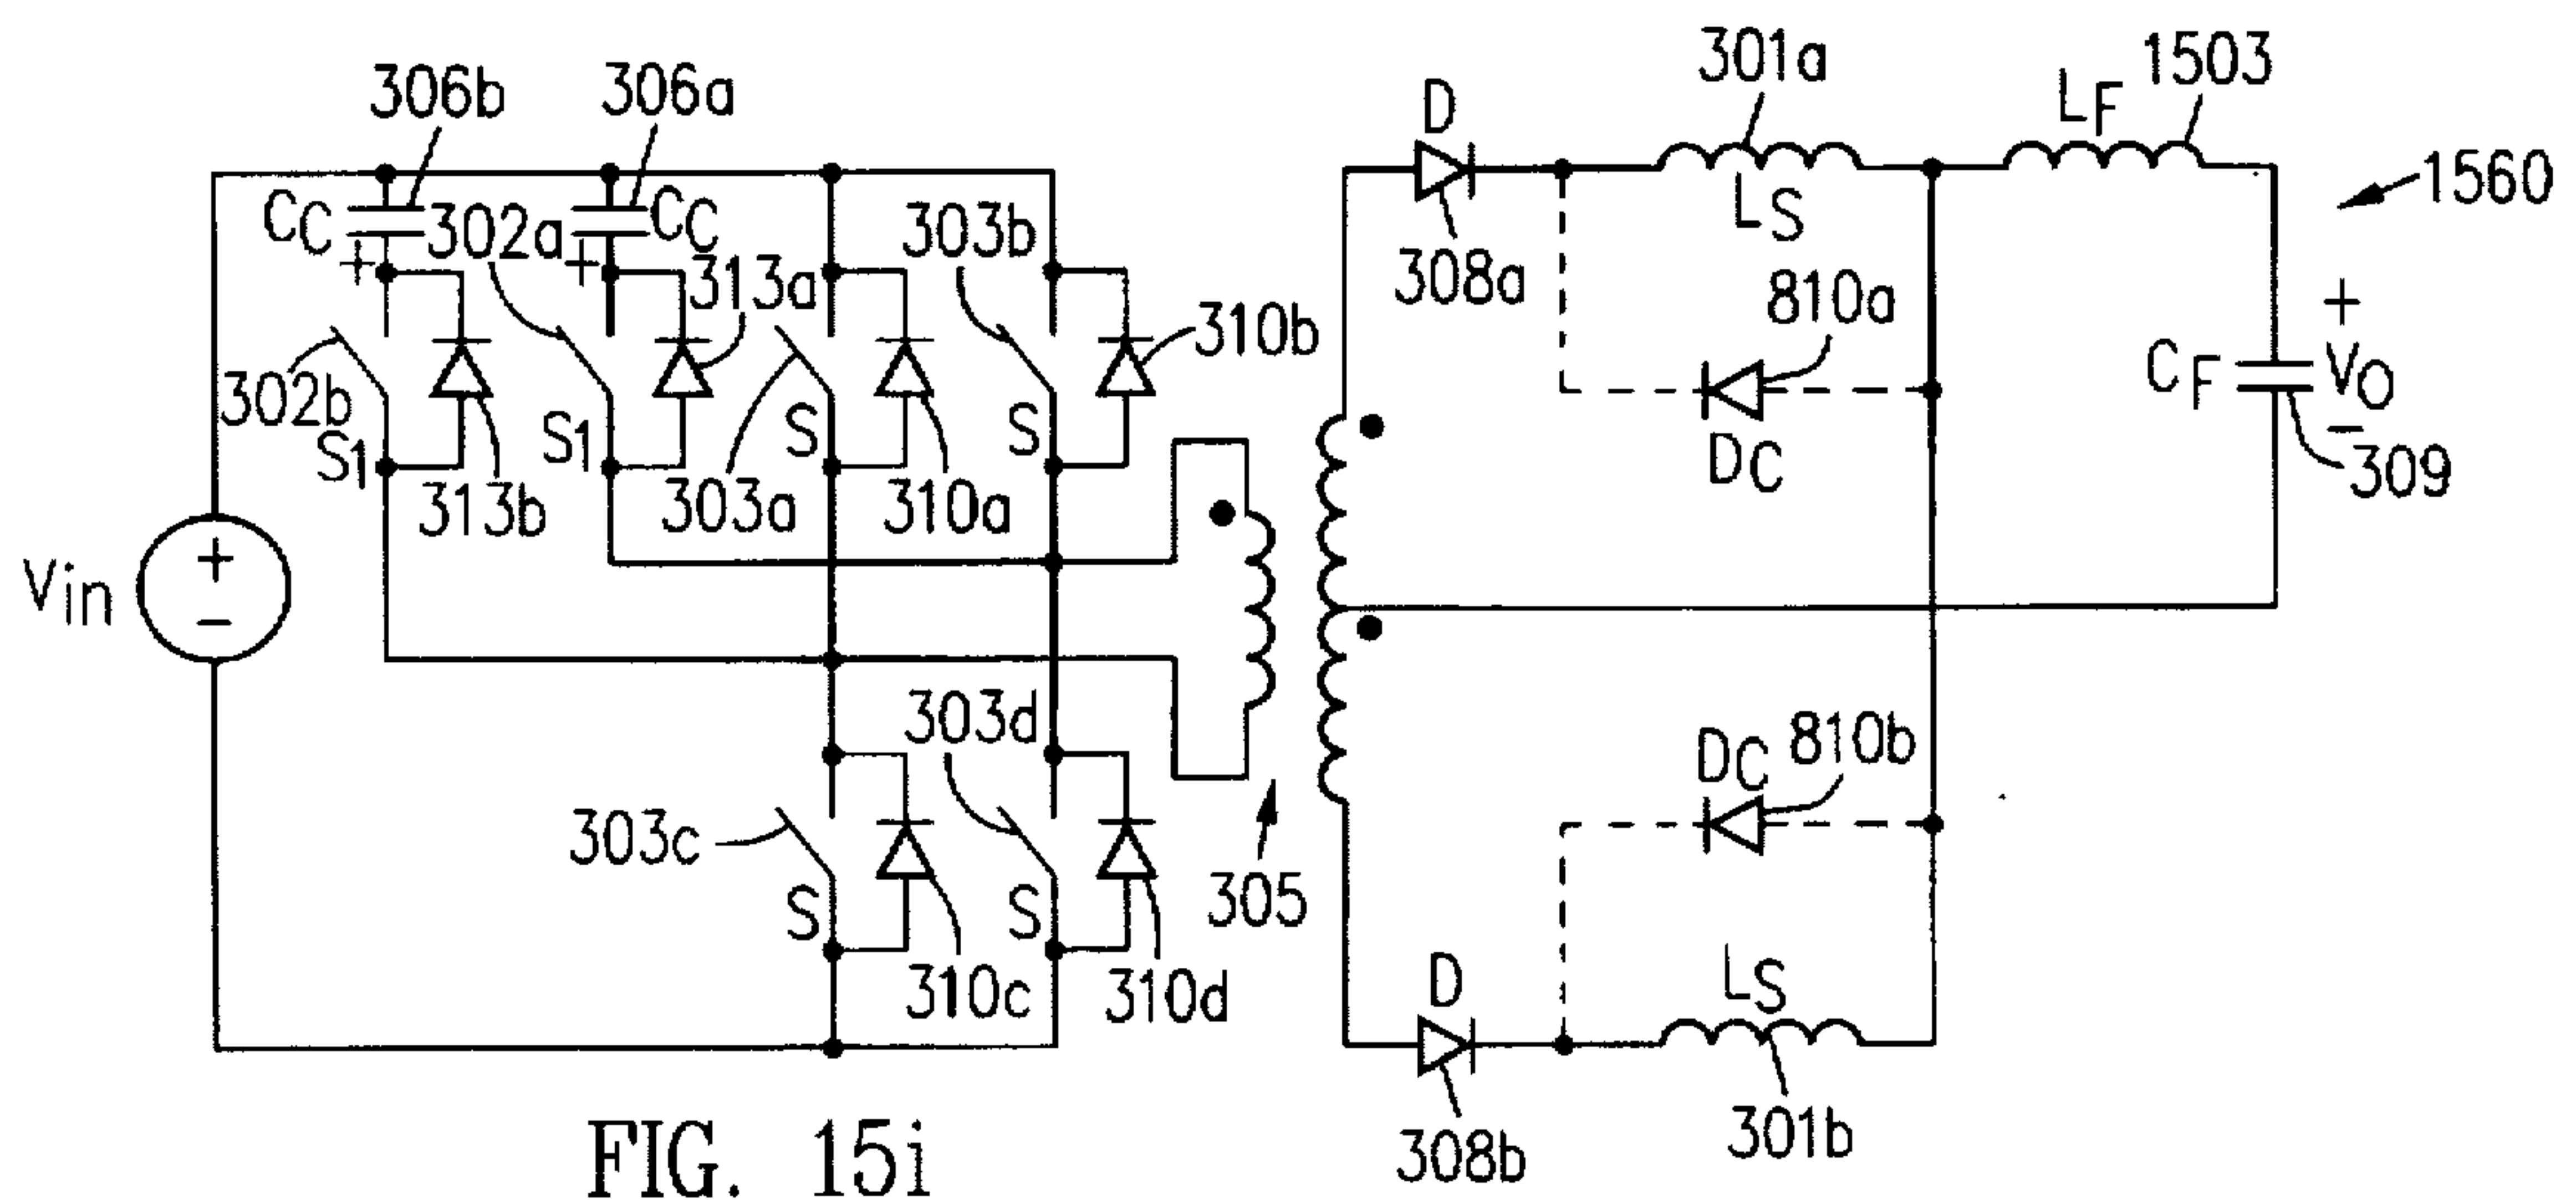 306b 306a D 301a LF 1503
1560
CC 302a CC 303b LS
+ + 313a 308a 810a
310b +
302b CF VO
S1 S1 S S DC −
313b 303a 310a 309
Vin + −
303d DC 810b
303c
S S 305
310c 310d D LS
308b 301b
FIG. 15i